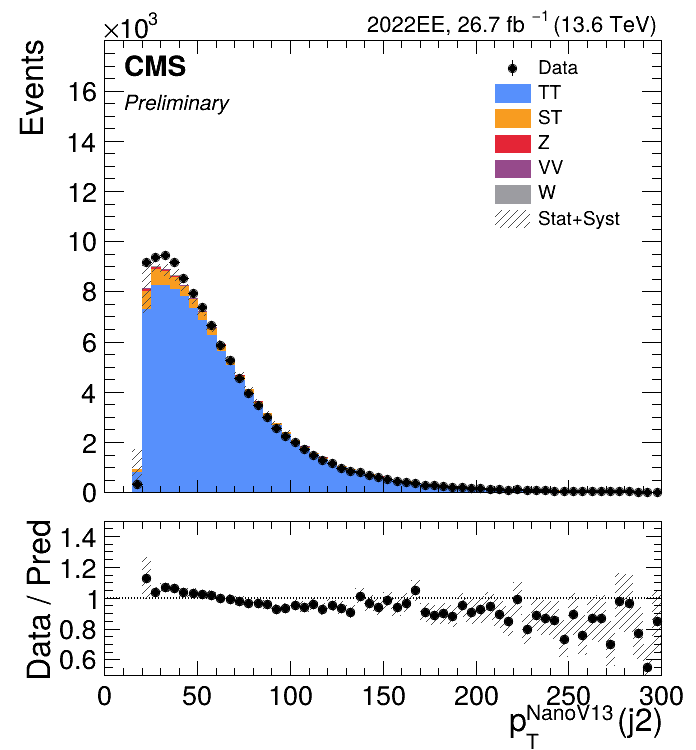 ×10³ 2022EE, 26.7 fb⁻¹ (13.6 TeV)
CMS
Preliminary
Events
Data
TT
ST
Z
VV
W
Stat+Syst
16
14
12
10
8
6
4
2
0
Data / Pred
1.4
1.2
1
0.8
0.6
0 50 100 150 200 250 300
p_T^NanoV13 (j2)